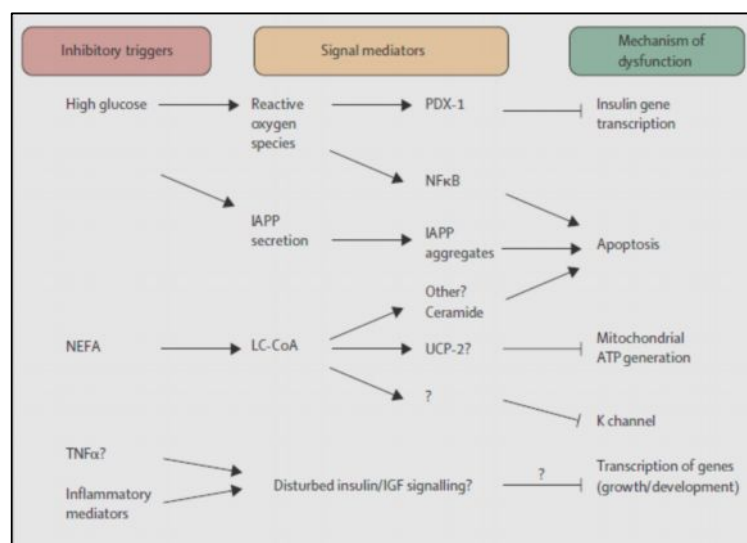 Inhibitory triggers
Signal mediators
Mechanism of
dysfunction
High glucose
Reactive
oxygen
species
PDX-1
Insulin gene
transcription
NFκB
IAPP
secretion
IAPP
aggregates
Apoptosis
Other?
Ceramide
NEFA
LC-CoA
UCP-2?
Mitochondrial
ATP generation
?
K channel
TNFα?
Inflammatory
mediators
Disturbed insulin/IGF signalling?
?
Transcription of genes
(growth/development)